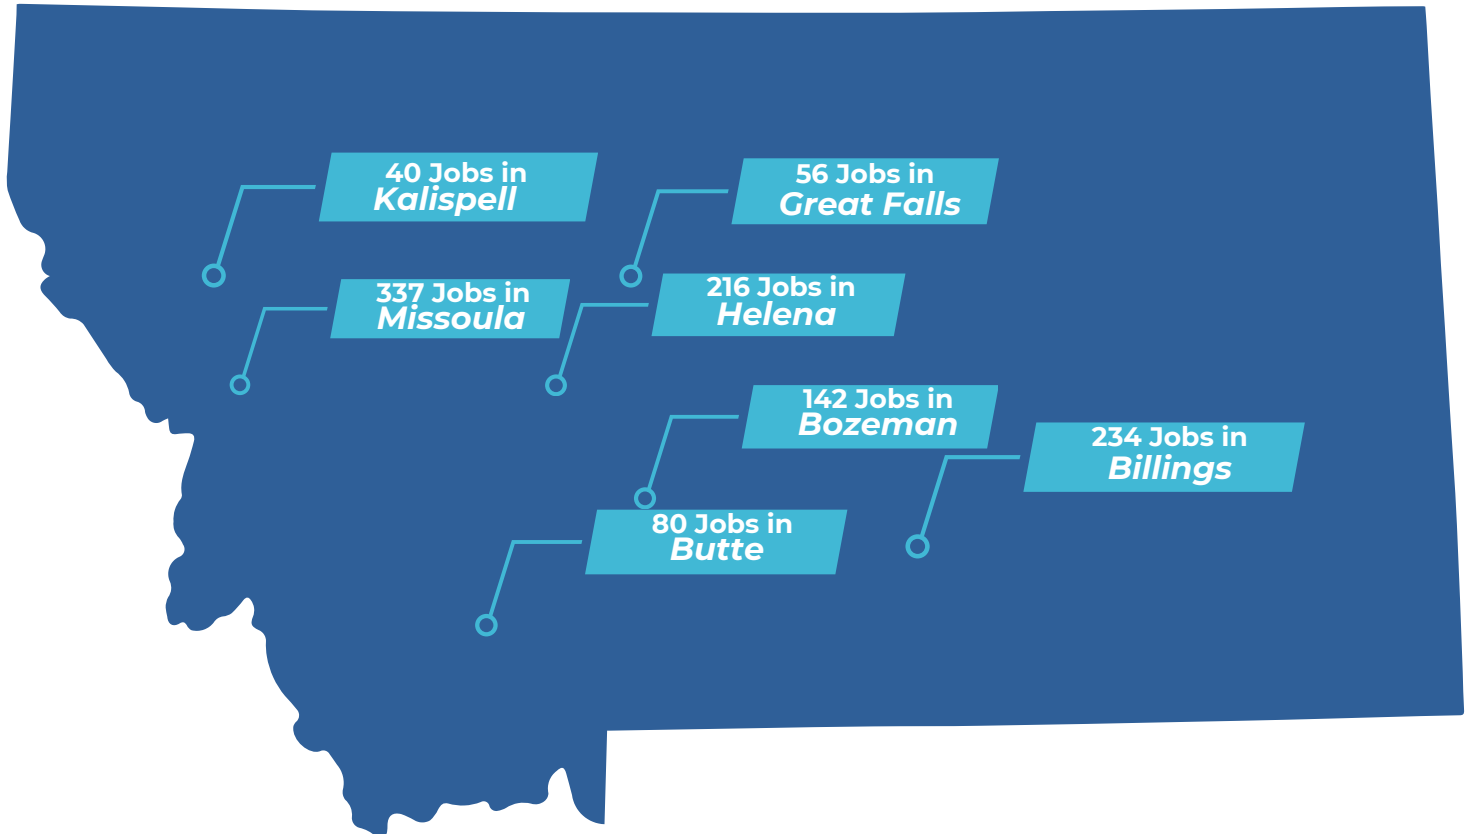 40 Jobs in
Kalispell
56 Jobs in
Great Falls
337 Jobs in
Missoula
216 Jobs in
Helena
142 Jobs in
Bozeman
234 Jobs in
Billings
80 Jobs in
Butte